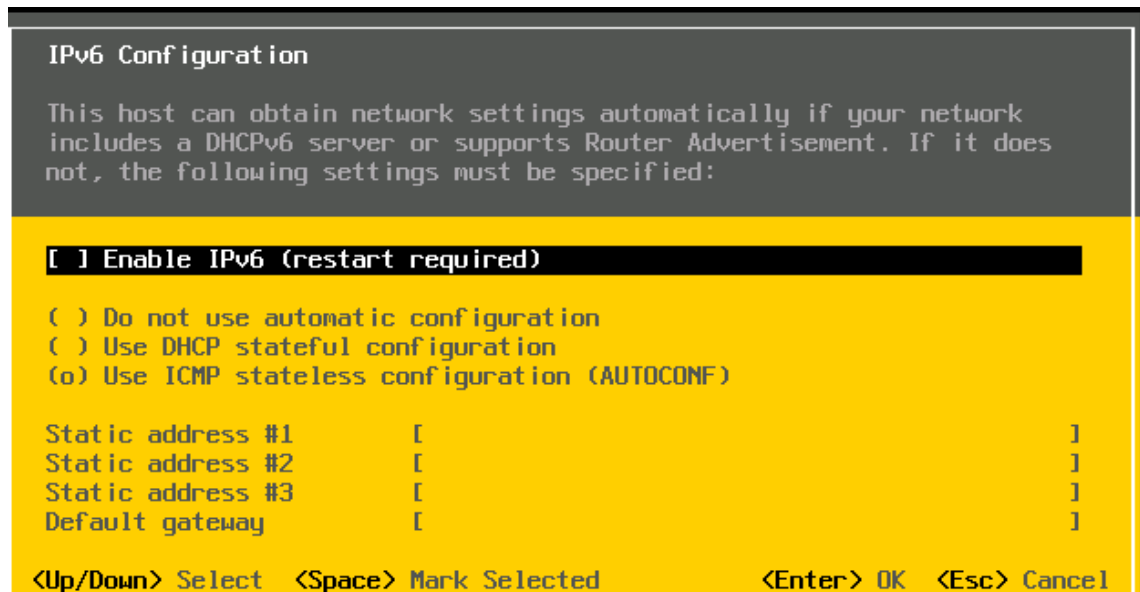 IPv6 Configuration
This host can obtain network settings automatically if your network
includes a DHCPv6 server or supports Router Advertisement. If it does
not, the following settings must be specified:
[ ] Enable IPv6 (restart required)
( ) Do not use automatic configuration
( ) Use DHCP stateful configuration
(o) Use ICMP stateless configuration (AUTOCONF)
Static address #1 [ ]
Static address #2 [ ]
Static address #3 [ ]
Default gateway [ ]
<Up/Down> Select <Space> Mark Selected <Enter> OK <Esc> Cancel